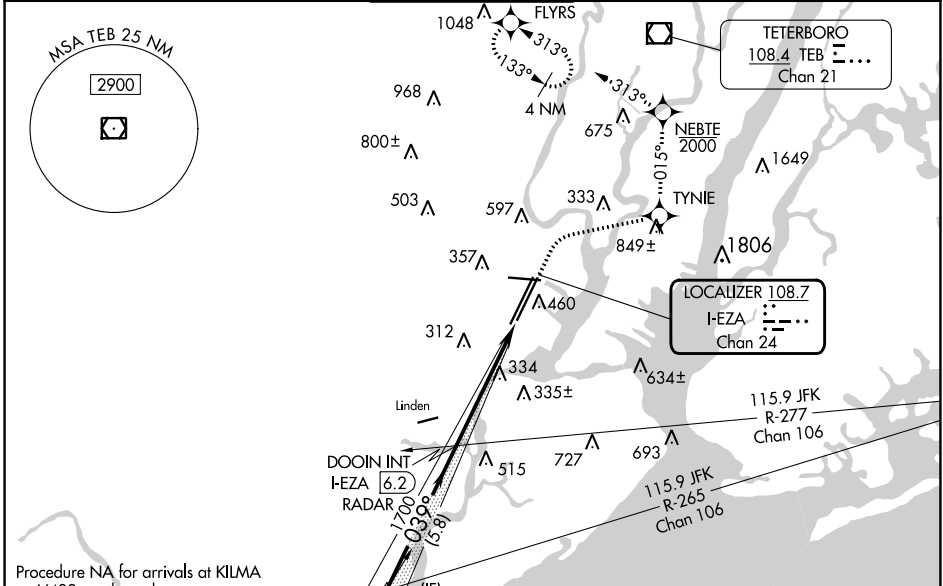 MSA TEB 25 NM
2900
1048
FLYRS
313°
133°
4 NM
313°
TETERBORO
108.4 TEB
Chan 21
968
675
NEBTE
2000
800±
015°
1649
503
597
333
TYNIE
849±
1806
357
460
LOCALIZER 108.7
I-EZA
Chan 24
312
334
335±
634±
Linden
115.9 JFK
R-277
Chan 106
DOOIN INT
I-EZA 6.2
RADAR
515
727
693
115.9 JFK
R-265
Chan 106
1700
039°
(5.8)
(IF)
Procedure NA for arrivals at KILMA